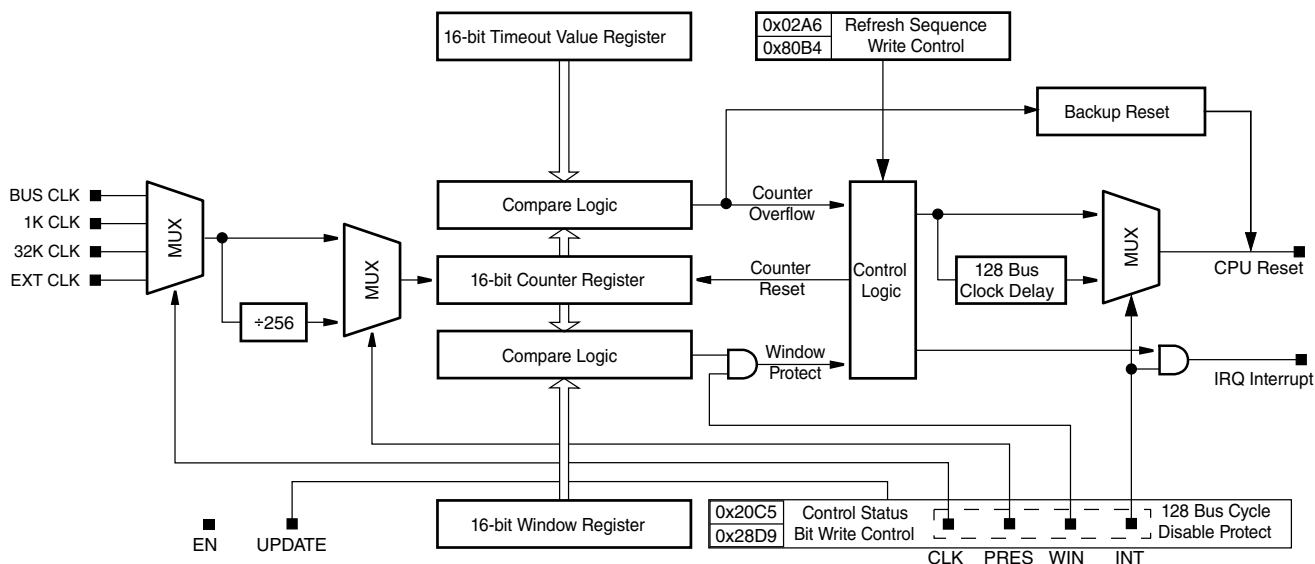 16-bit Timeout Value Register
0x02A6
0x80B4
Refresh Sequence
Write Control
Backup Reset
BUS CLK
1K CLK
32K CLK
EXT CLK
MUX
÷256
MUX
Compare Logic
16-bit Counter Register
Compare Logic
Counter
Overflow
Counter
Reset
Window
Protect
Control
Logic
128 Bus
Clock Delay
MUX
CPU Reset
IRQ Interrupt
EN
UPDATE
16-bit Window Register
0x20C5
0x28D9
Control Status
Bit Write Control
128 Bus Cycle
Disable Protect
CLK
PRES
WIN
INT